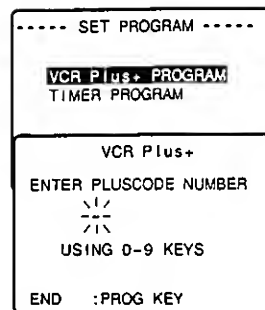 ----- SET PROGRAM -----
VCR Plus+ PROGRAM
TIMER PROGRAM
VCR Plus+
ENTER PLUSCODE NUMBER
---
USING 0-9 KEYS
END :PROG KEY